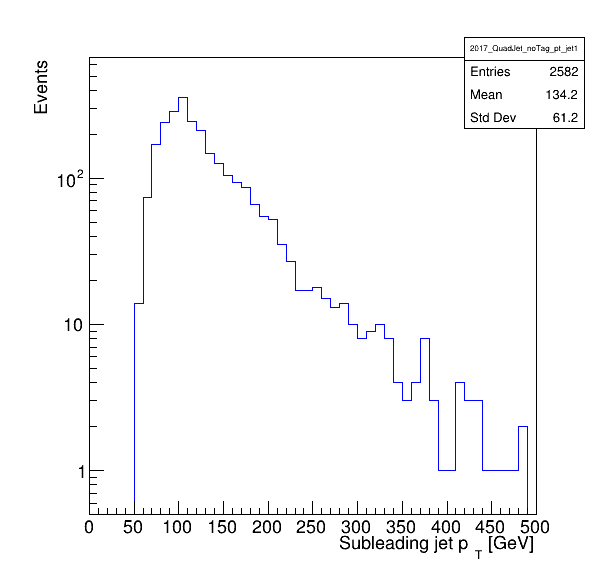 2017_QuadJet_noTag_pt_jet1
Entries 2582
Mean 134.2
Std Dev 61.2
Events
10²
10
1
0 50 100 150 200 250 300 350 400 450 500
Subleading jet p_T [GeV]